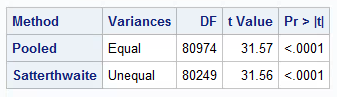 Method Variances DF t Value Pr > |t|
Pooled Equal 80974 31.57 <.0001
Satterthwaite Unequal 80249 31.56 <.0001